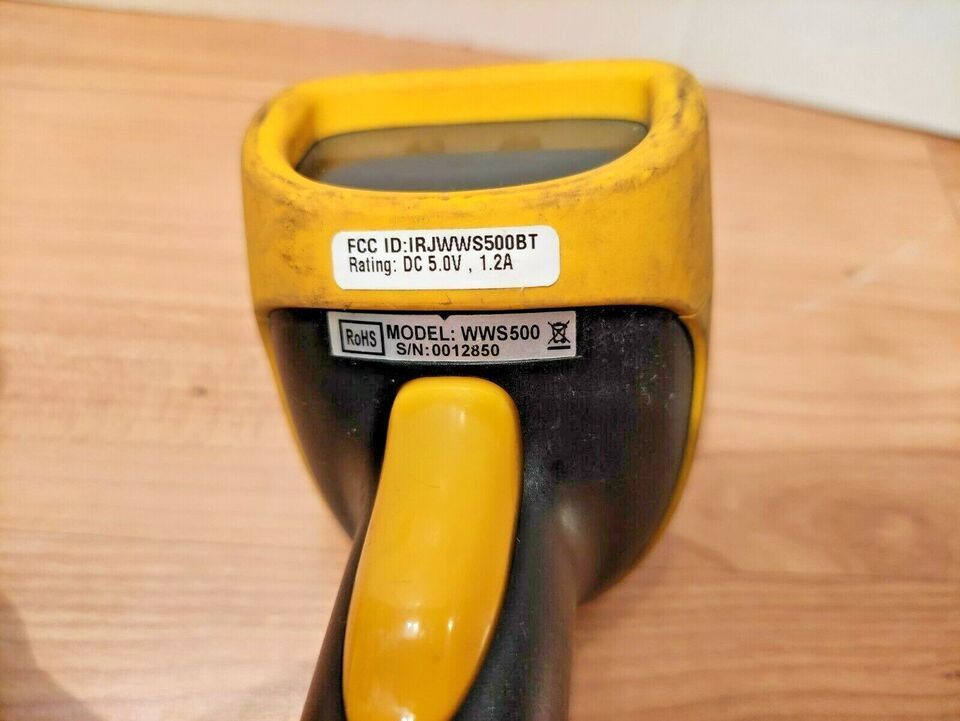 FCC ID:IRJWWS500BT
Rating: DC 5.0V , 1.2A
RoHS MODEL: WWS500
S/N:0012850